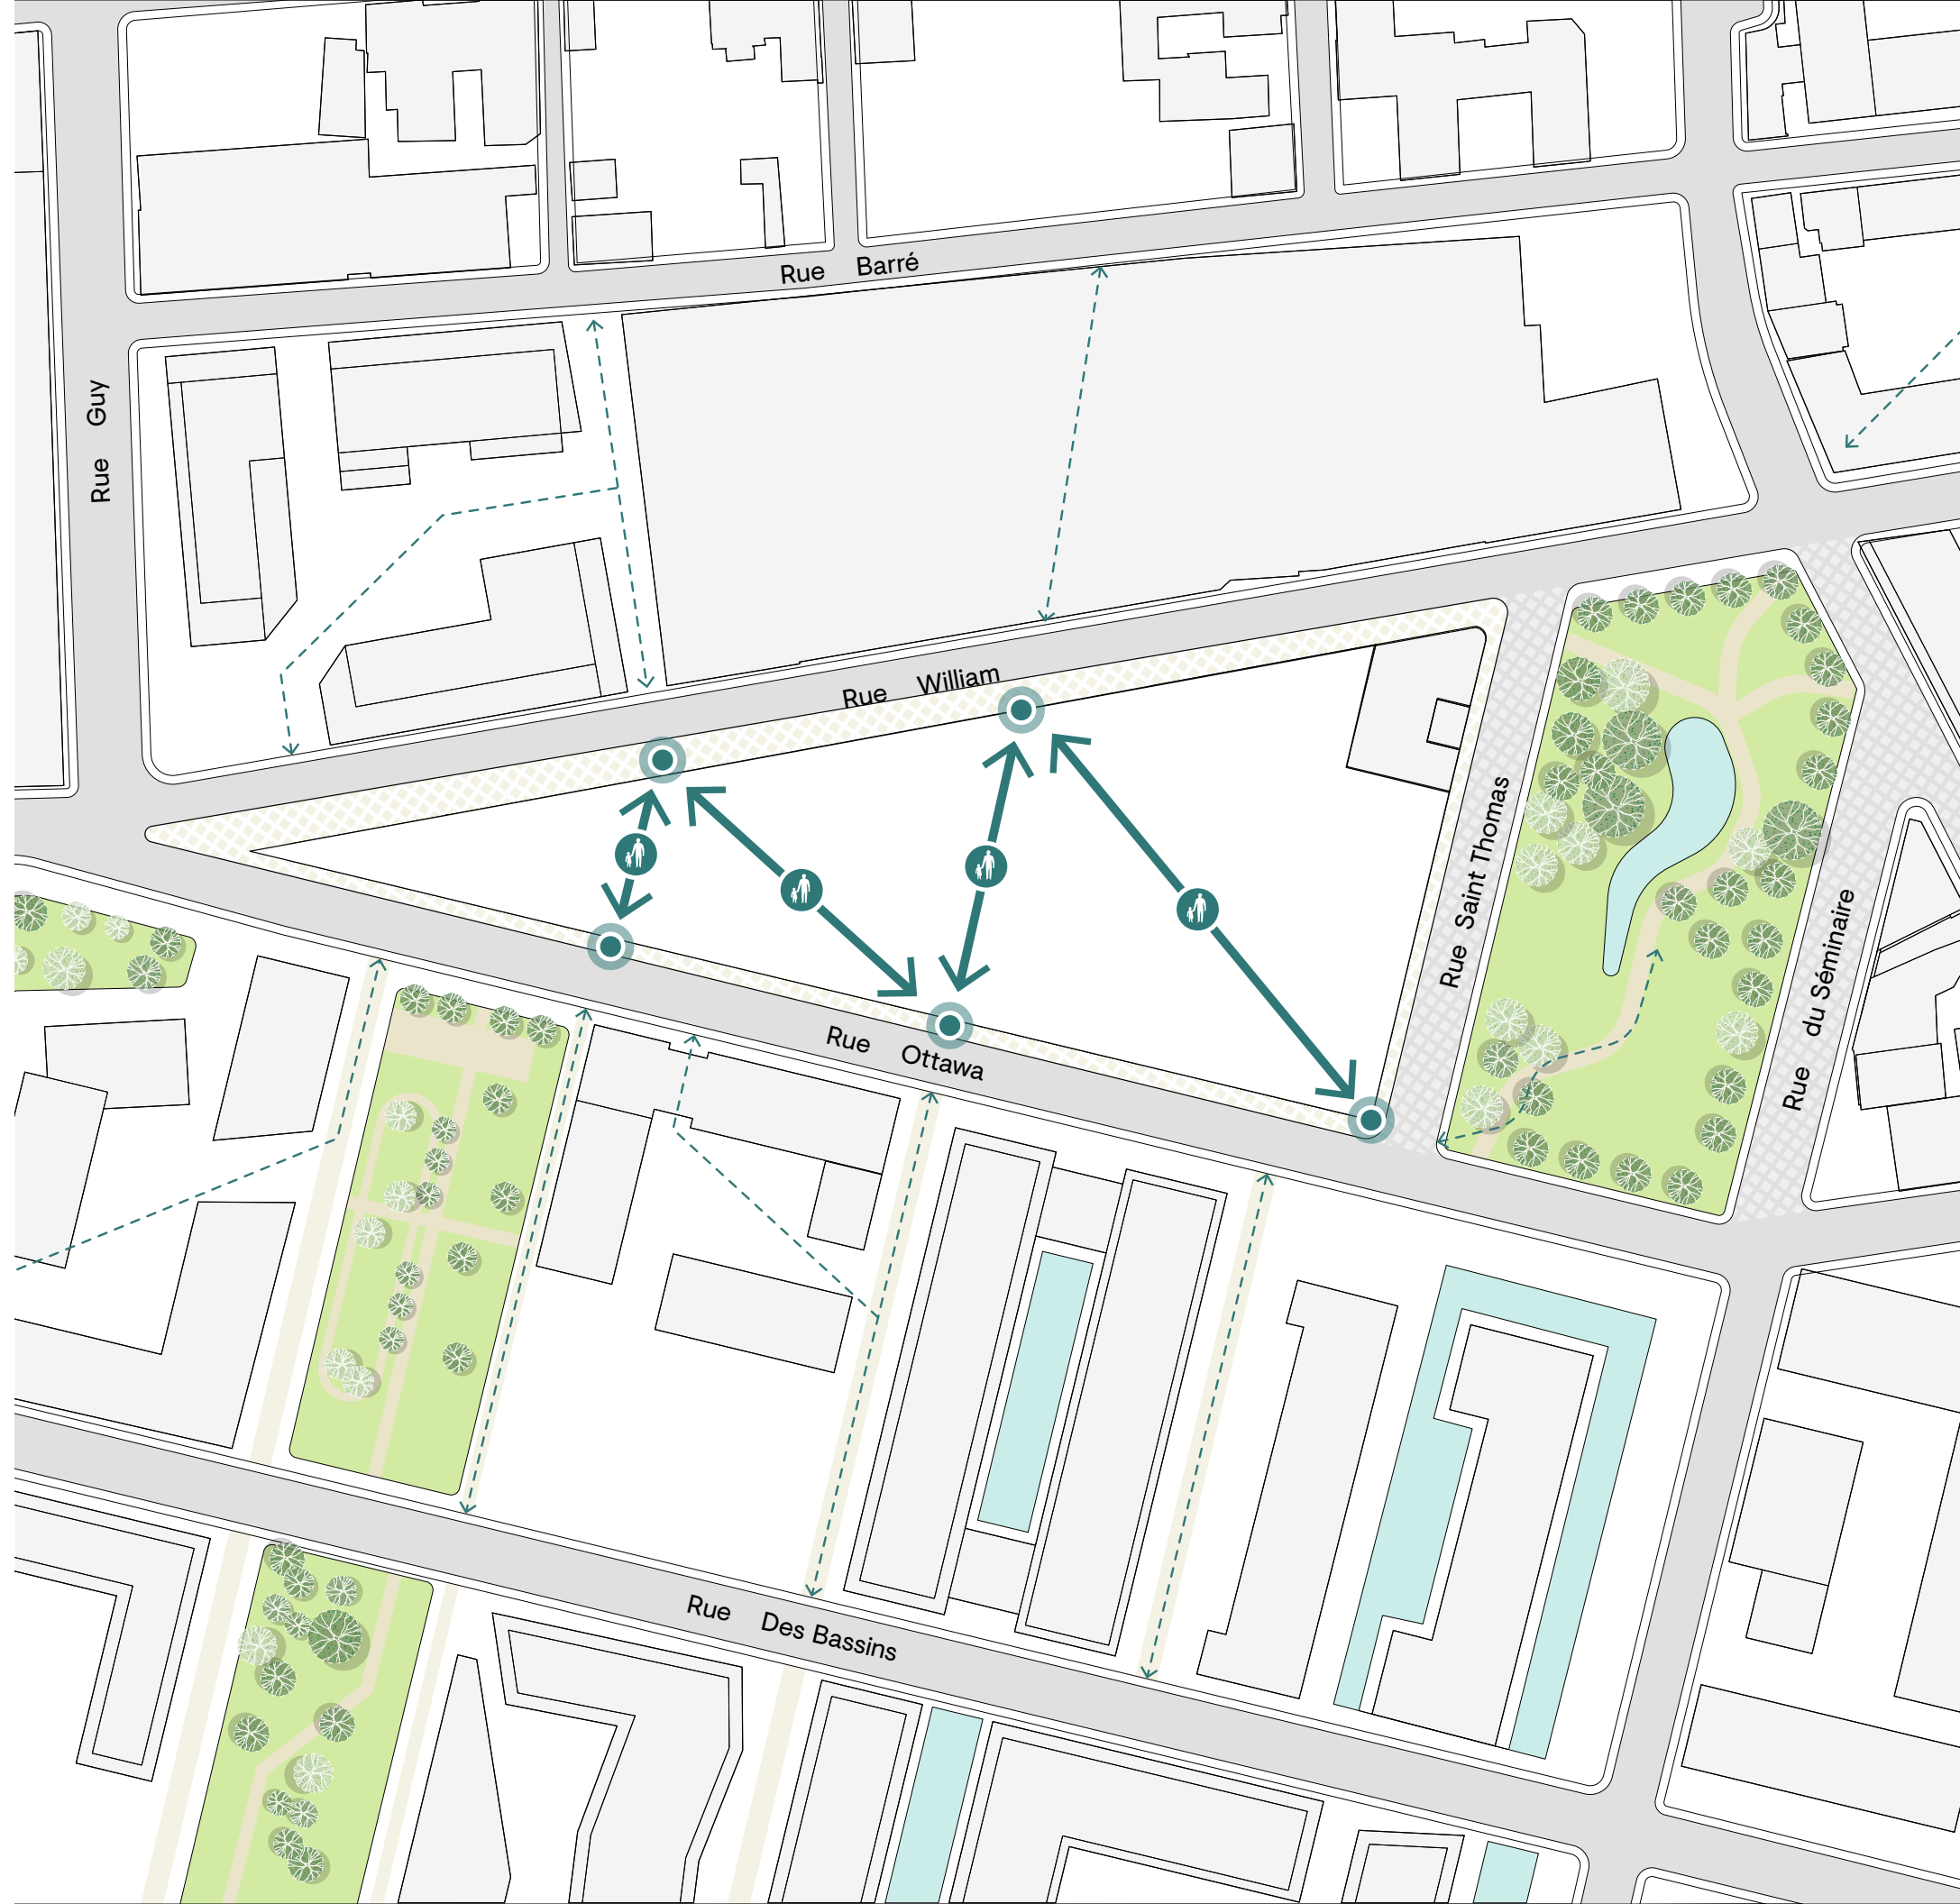 Rue Barré
Rue Guy
Rue William
Rue Saint Thomas
Rue du Séminaire
Rue Ottawa
Rue Des Bassins